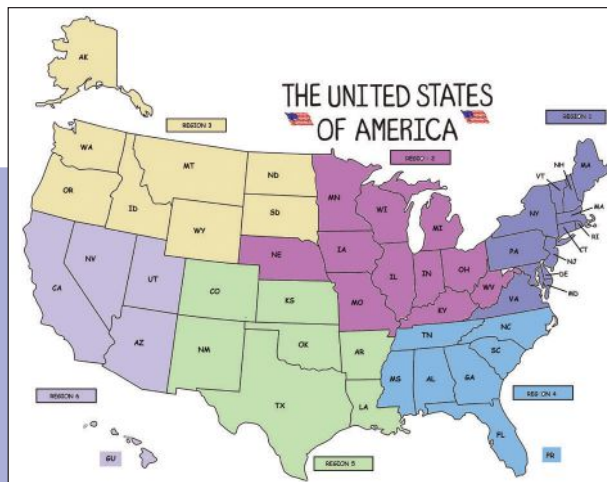 AK
THE UNITED STATES
OF AMERICA
REGION 3
REGION 1
REGION 2
WA
MT
ND
MN
OR
ID
SD
WY
WI
MI
NH
VT
MA
NY
MA
RI
CT
PA
NJ
DE
MD
NE
IA
IL
IN
OH
WV
VA
NV
UT
CA
CO
KS
MO
KY
AZ
NM
OK
AR
TN
NC
SC
MS
AL
GA
TX
LA
FL
REGION 6
REGION 4
GU
REGION 5
PR